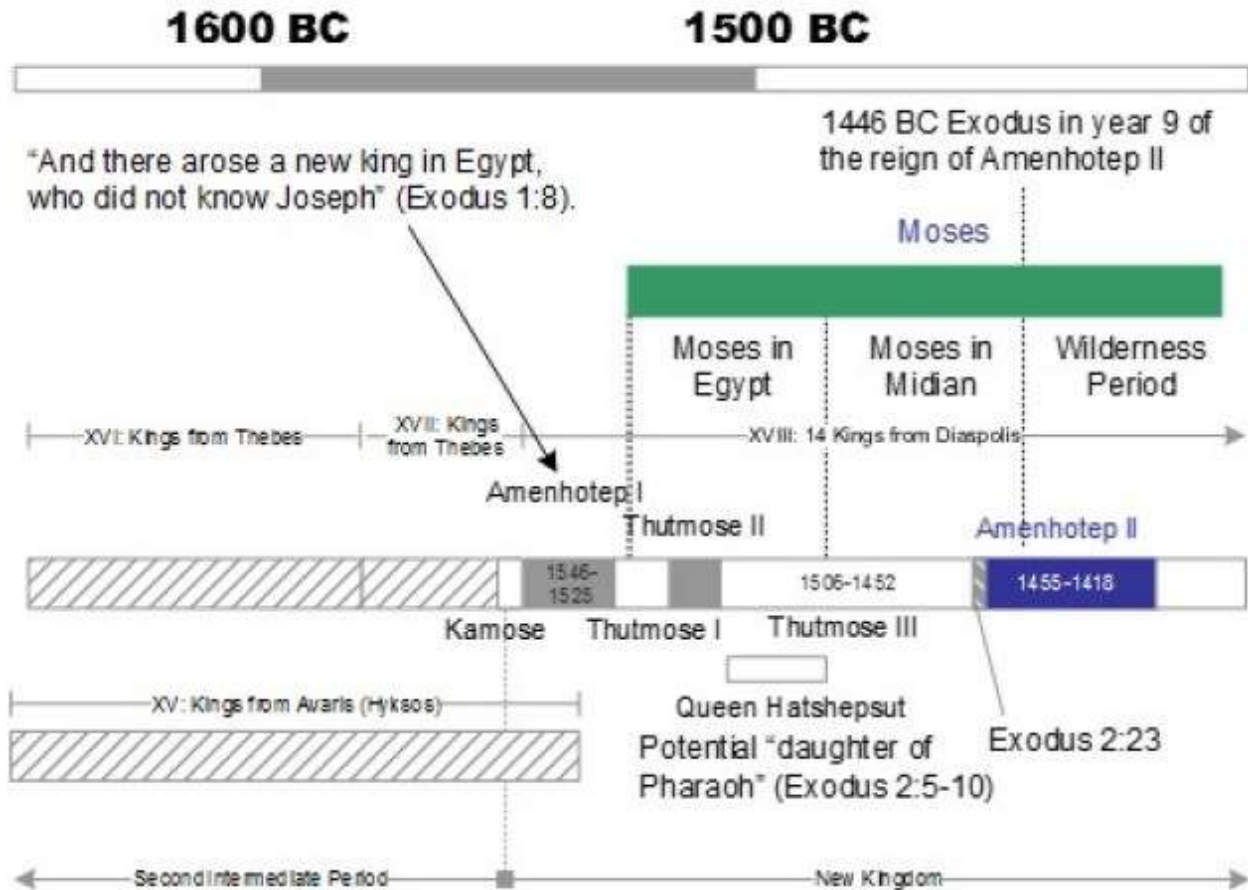 1600 BC
1500 BC
1446 BC Exodus in year 9 of
the reign of Amenhotep II
“And there arose a new king in Egypt,
who did not know Joseph” (Exodus 1:8).
Moses
Moses in
Egypt
Moses in
Midian
Wilderness
Period
XVI: Kings from Thebes
XVII: Kings
from Thebes
XVIII: 14 Kings from Diaspolis
Amenhotep I
Thutmose II
Amenhotep II
1546-
1525
1506-1452
1455-1418
Kamose
Thutmose I
Thutmose III
XV: Kings from Avaris (Hyksos)
Queen Hatshepsut
Potential “daughter of
Pharaoh” (Exodus 2:5-10)
Exodus 2:23
Second Intermediate Period
New Kingdom